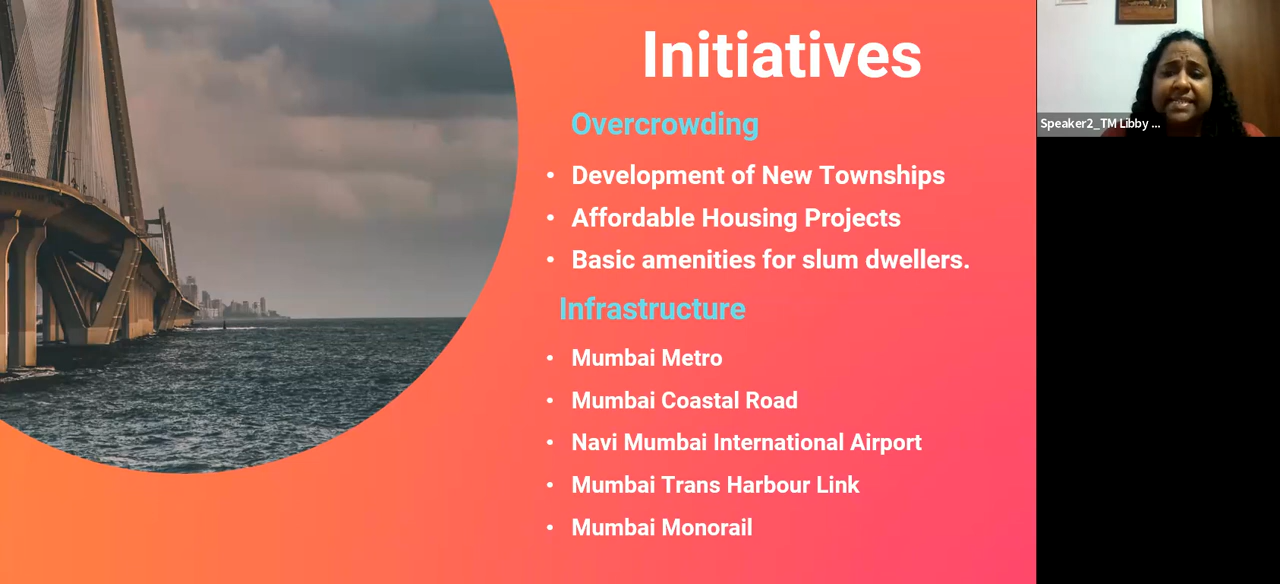 Initiatives
Overcrowding
• Development of New Townships
• Affordable Housing Projects
• Basic amenities for slum dwellers.
Infrastructure
• Mumbai Metro
• Mumbai Coastal Road
• Navi Mumbai International Airport
• Mumbai Trans Harbour Link
• Mumbai Monorail
Speaker2_TM Libby ...